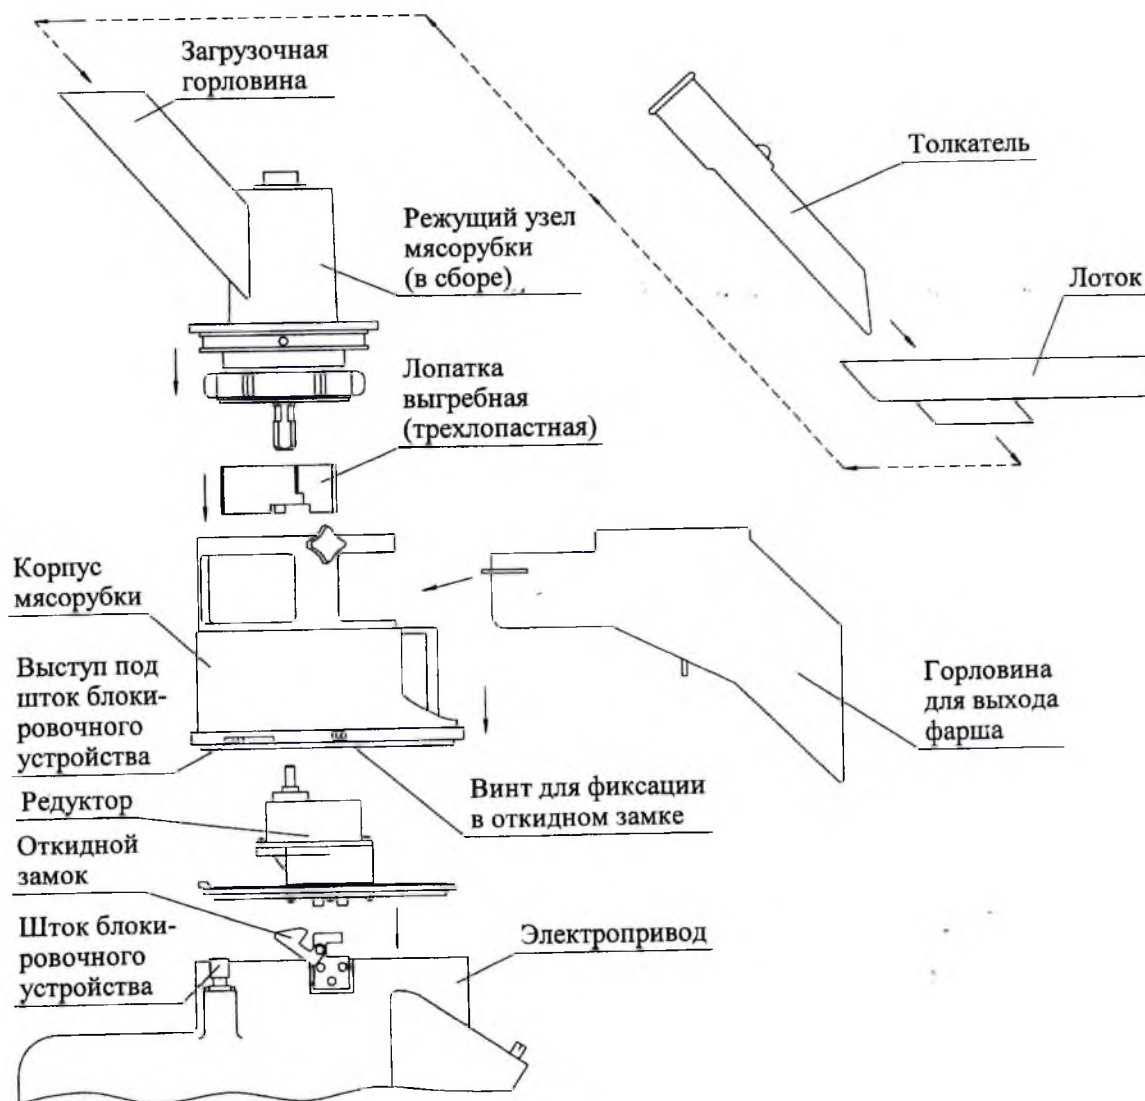 Загрузочная
горловина
Толкатель
Режущий узел
мясорубки
(в сборе)
Лоток
Лопатка
выгребная
(трехлопастная)
Корпус
мясорубки
Выступ под
шток блоки-
ровочного
устройства
Горловина
для выхода
фарша
Винт для фиксации
в откидном замке
Редуктор
Откидной
замок
Шток блоки-
ровочного
устройства
Электропривод